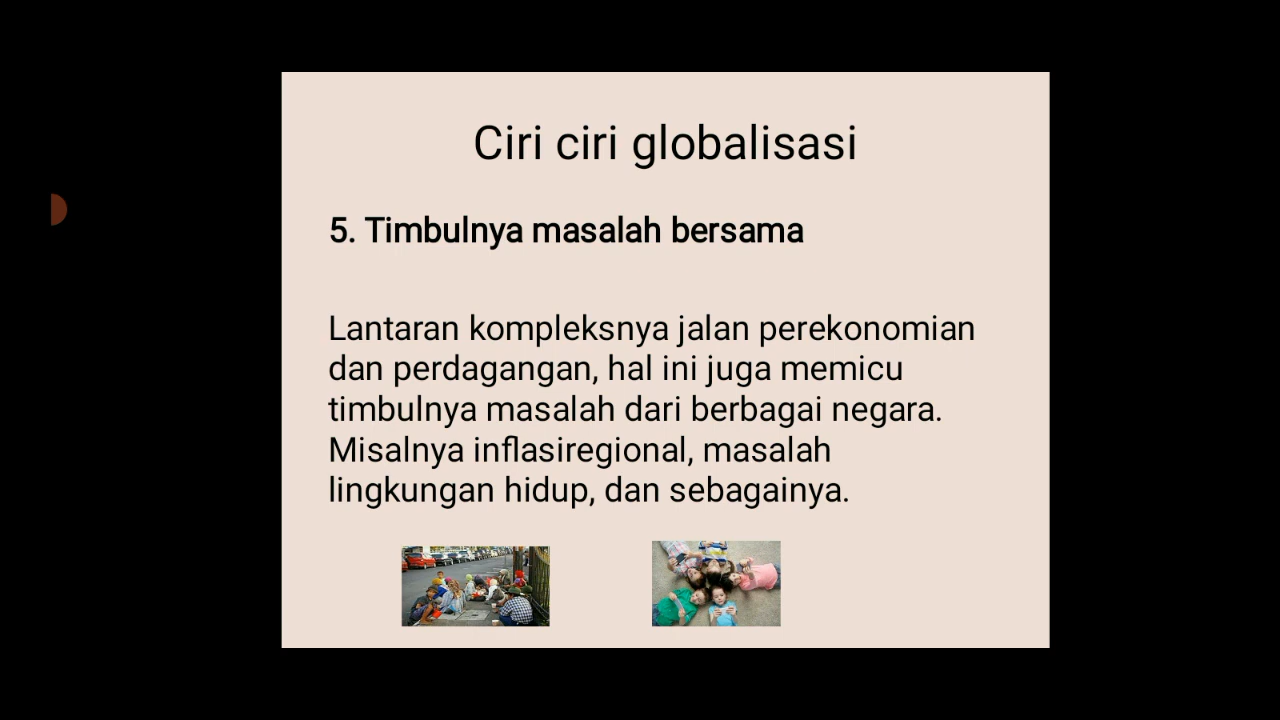 Ciri ciri globalisasi
5. Timbulnya masalah bersama
Lantaran kompleksnya jalan perekonomian
dan perdagangan, hal ini juga memicu
timbulnya masalah dari berbagai negara.
Misalnya inflasiregional, masalah
lingkungan hidup, dan sebagainya.